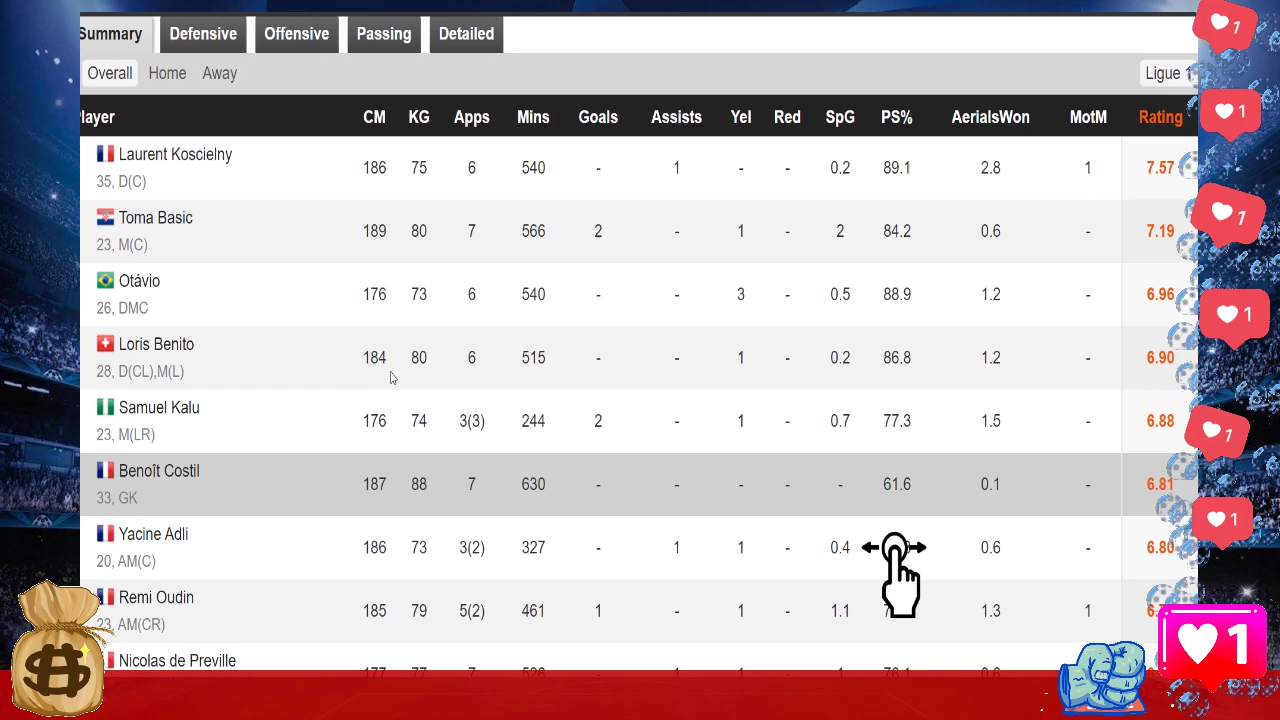 Summary Defensive Offensive Passing Detailed
Overall Home Away Ligue 1
layer CM KG Apps Mins Goals Assists Yel Red SpG PS% AerialsWon MotM Rating
Laurent Koscielny
35, D(C) 186 75 6 540 - 1 - - 0.2 89.1 2.8 1 7.57
Toma Basic
23, M(C) 189 80 7 566 2 - 1 - 2 84.2 0.6 - 7.19
Otávio
26, DMC 176 73 6 540 - - 3 - 0.5 88.9 1.2 - 6.96
Loris Benito
28, D(CL),M(L) 184 80 6 515 - - 1 - 0.2 86.8 1.2 - 6.90
Samuel Kalu
23, M(LR) 176 74 3(3) 244 2 - 1 - 0.7 77.3 1.5 - 6.88
Benoît Costil
33, GK 187 88 7 630 - - - - - 61.6 0.1 - 6.81
Yacine Adli
20, AM(C) 186 73 3(2) 327 - 1 1 - 0.4 0.6 - 6.80
Remi Oudin
23, AM(CR) 185 79 5(2) 461 1 - 1 - 1.1 1.3 1
Nicolas de Preville
1
1
1
1
1
1
1